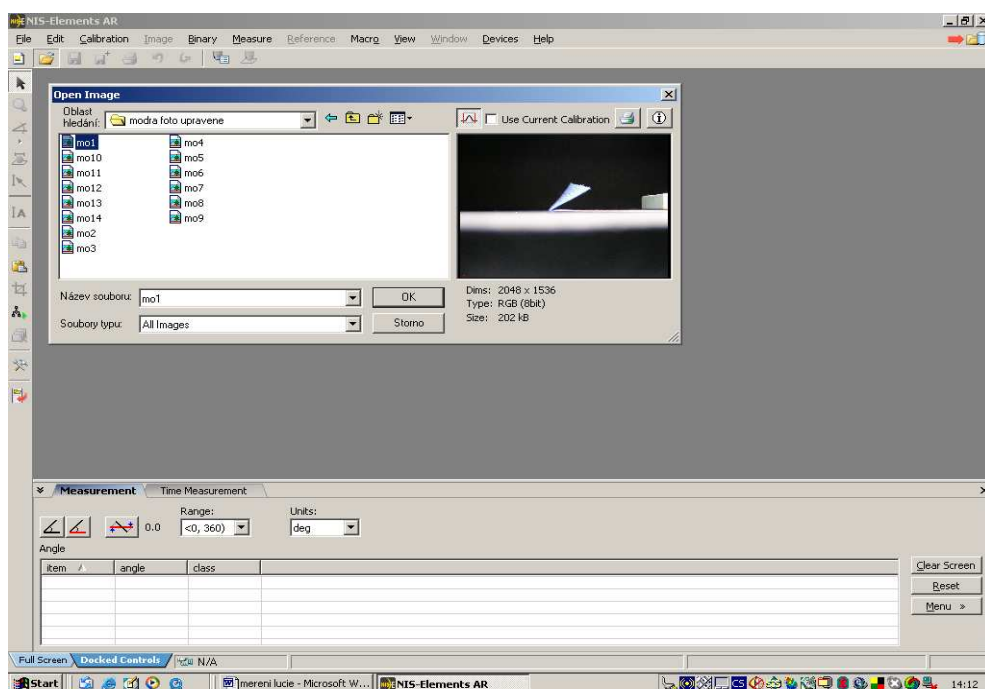 NIS-Elements AR
File Edit Calibration Image Binary Measure Reference Macro View Window Devices Help
Open Image
Oblast hledání: modra foto upravene
Use Current Calibration
mo1 mo4
mo10 mo5
mo11 mo6
mo12 mo7
mo13 mo8
mo14 mo9
mo2
mo3
Název souboru: mo1 OK
Soubory typu: All Images Storno
Dims: 2048 x 1536
Type: RGB (8bit)
Size: 202 kB
Measurement Time Measurement
Range: Units:
0.0 <0, 360) deg
Angle
item angle class
Clear Screen
Reset
Menu »
Full Screen Docked Controls N/A
Start mereni lucie - Microsoft W... NIS-Elements AR CS 14:12